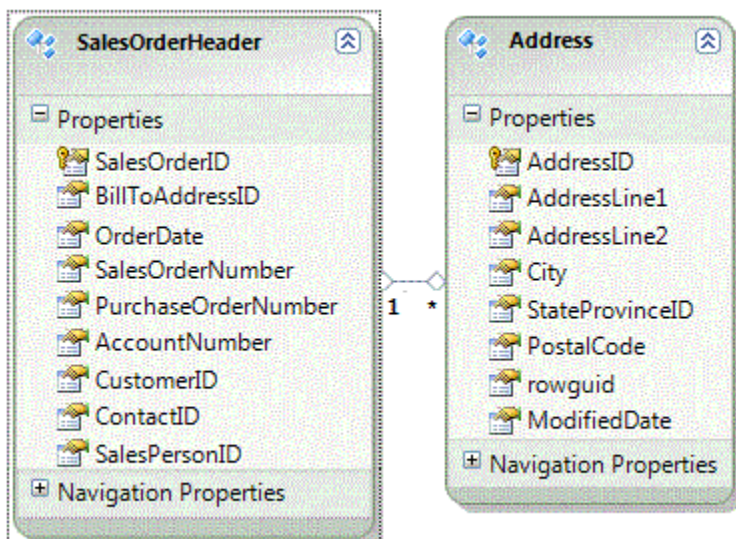 SalesOrderHeader
Properties
SalesOrderID
BillToAddressID
OrderDate
SalesOrderNumber
PurchaseOrderNumber
AccountNumber
CustomerID
ContactID
SalesPersonID
Navigation Properties
1 *
Address
Properties
AddressID
AddressLine1
AddressLine2
City
StateProvinceID
PostalCode
rowguid
ModifiedDate
Navigation Properties